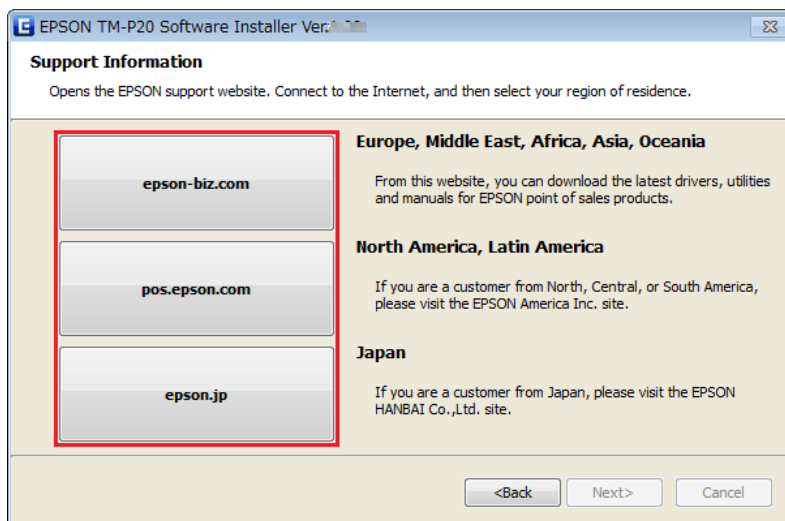 EPSON TM-P20 Software Installer Ver.
Support Information
Opens the EPSON support website. Connect to the Internet, and then select your region of residence.
epson-biz.com
Europe, Middle East, Africa, Asia, Oceania
From this website, you can download the latest drivers, utilities
and manuals for EPSON point of sales products.
pos.epson.com
North America, Latin America
If you are a customer from North, Central, or South America,
please visit the EPSON America Inc. site.
epson.jp
Japan
If you are a customer from Japan, please visit the EPSON
HANBAI Co.,Ltd. site.
<Back
Next>
Cancel